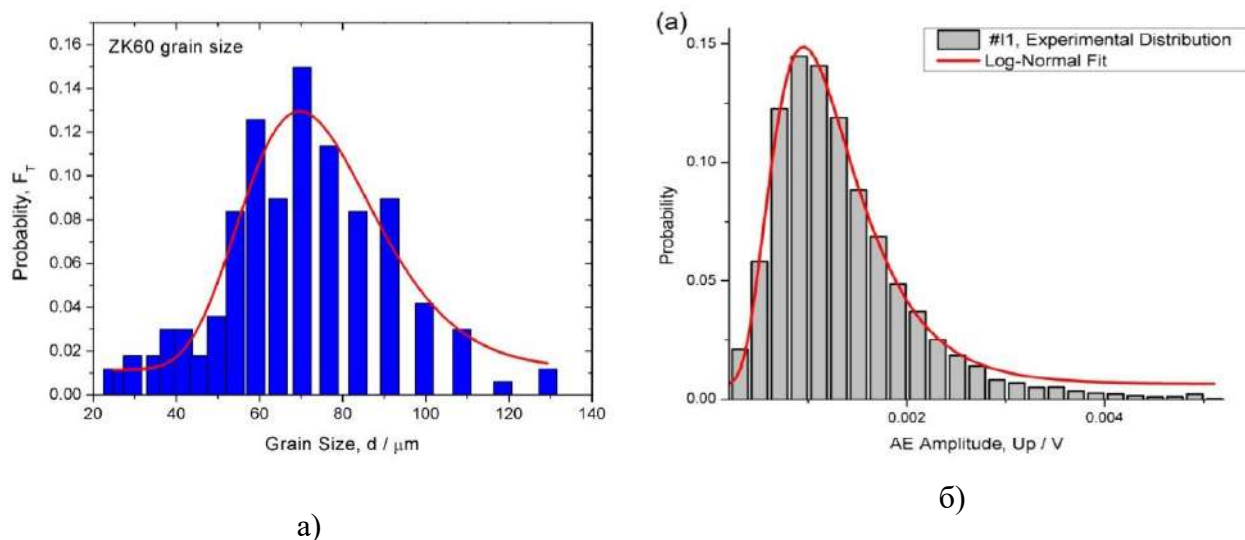 ZK60 grain size
Probablity, F_T
0.16
0.14
0.12
0.10
0.08
0.06
0.04
0.02
0.00
20 40 60 80 100 120 140
Grain Size, d / μm
а)
(a)
#I1, Experimental Distribution
Log-Normal Fit
Probability
0.15
0.10
0.05
0.00
0.002 0.004
AE Amplitude, Up / V
б)